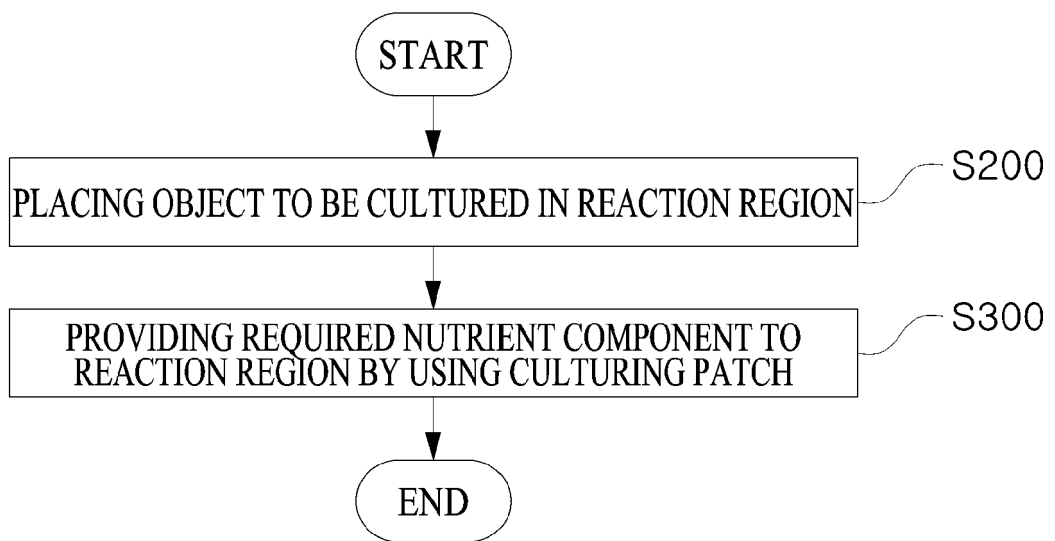 START
PLACING OBJECT TO BE CULTURED IN REACTION REGION
S200
PROVIDING REQUIRED NUTRIENT COMPONENT TO
REACTION REGION BY USING CULTURING PATCH
S300
END